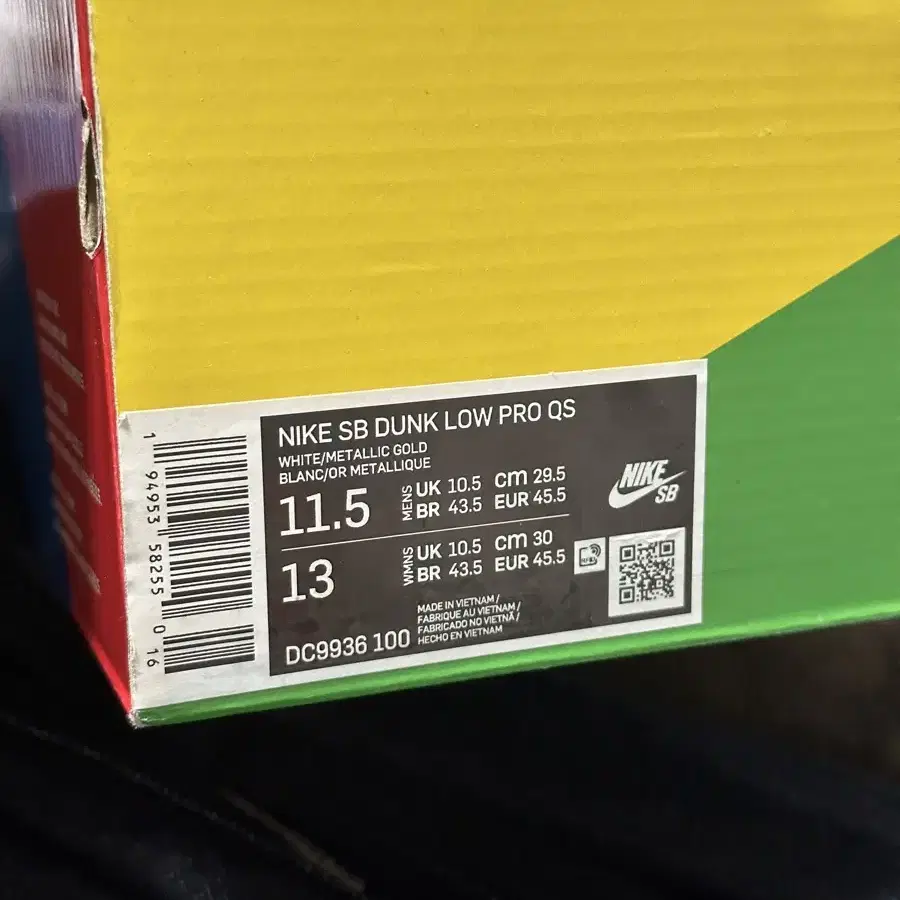 NIKE SB DUNK LOW PRO QS
WHITE/METALLIC GOLD
BLANC/OR METALLIQUE
11.5 MENS UK 10.5 cm 29.5
BR 43.5 EUR 45.5
13 WMNS UK 10.5 cm 30
BR 43.5 EUR 45.5
MADE IN VIETNAM /
FABRIQUE AU VIETNAM /
FABRICADO NO VIETNÃ /
HECHO EN VIETNAM
DC9936 100
NIKE
SB
1 94953 58255 0 16